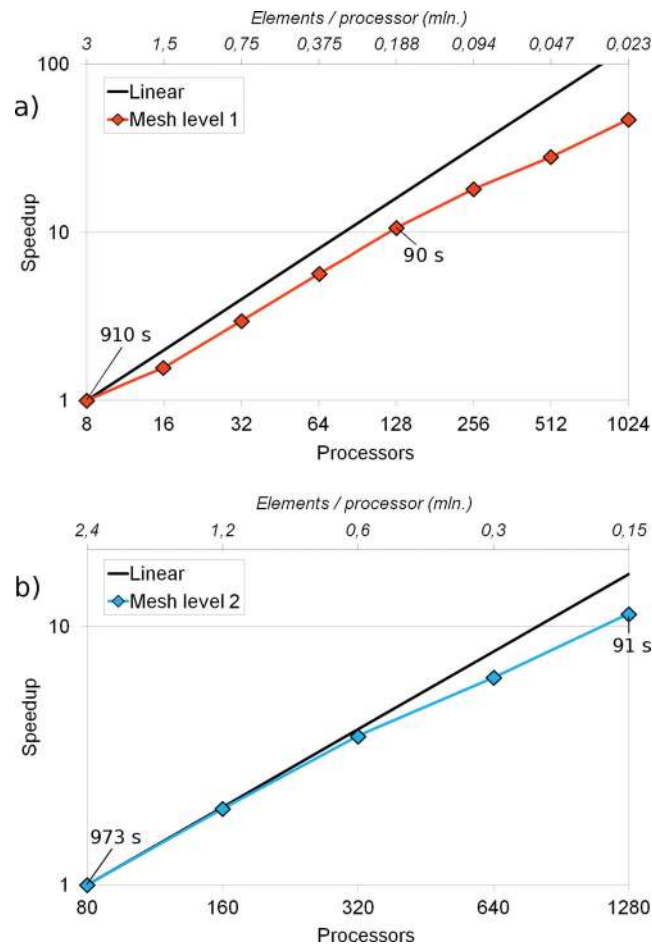 Elements / processor (mln.)
3 1,5 0,75 0,375 0,188 0,094 0,047 0,023
100
a)
Linear
Mesh level 1
Speedup
10
90 s
910 s
1
8 16 32 64 128 256 512 1024
Processors
Elements / processor (mln.)
2,4 1,2 0,6 0,3 0,15
b)
Linear
Mesh level 2
10
91 s
Speedup
973 s
1
80 160 320 640 1280
Processors